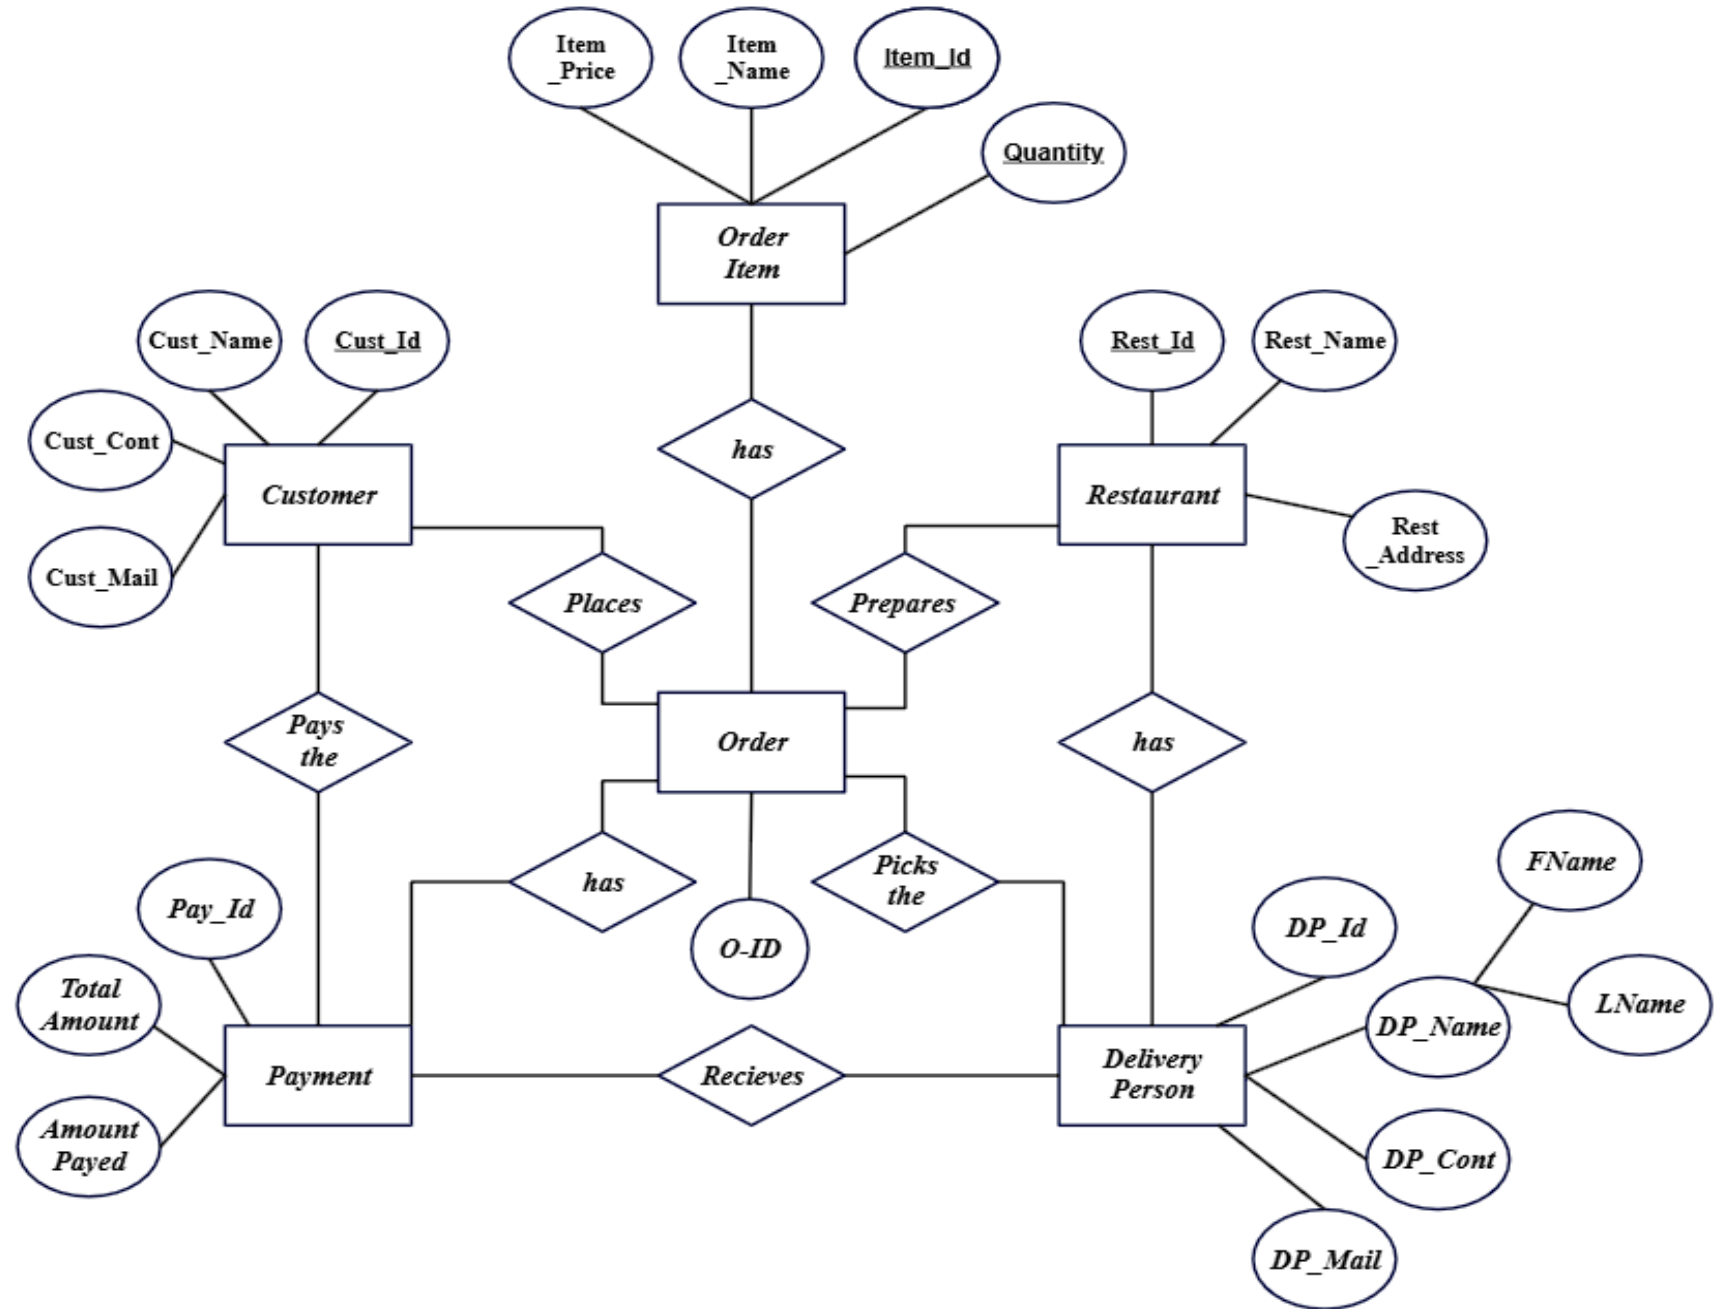 Item
_Price
Item
_Name
Item_Id
Quantity
Order
Item
Cust_Name
Cust_Id
Rest_Id
Rest_Name
Cust_Cont
has
Customer
Restaurant
Rest
_Address
Cust_Mail
Places
Prepares
Pays
the
Order
has
FName
Picks
the
has
Pay_Id
DP_Id
O-ID
Total
Amount
LName
DP_Name
Payment
Recieves
Delivery
Person
Amount
Payed
DP_Cont
DP_Mail